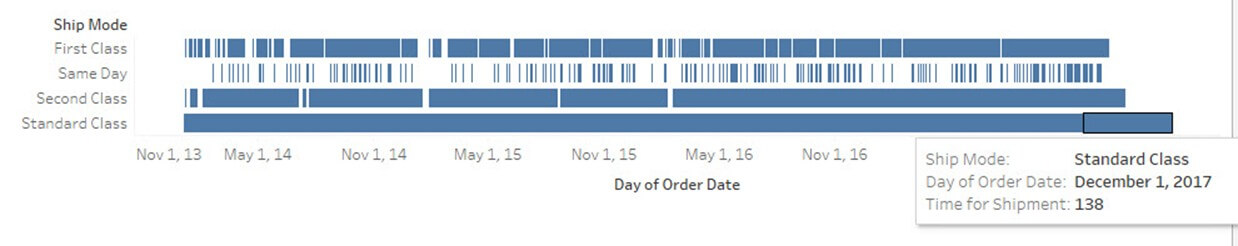 Ship Mode
First Class
Same Day
Second Class
Standard Class
Nov 1, 13 May 1, 14 Nov 1, 14 May 1, 15 Nov 1, 15 May 1, 16 Nov 1, 16
Day of Order Date
Ship Mode: Standard Class
Day of Order Date: December 1, 2017
Time for Shipment: 138